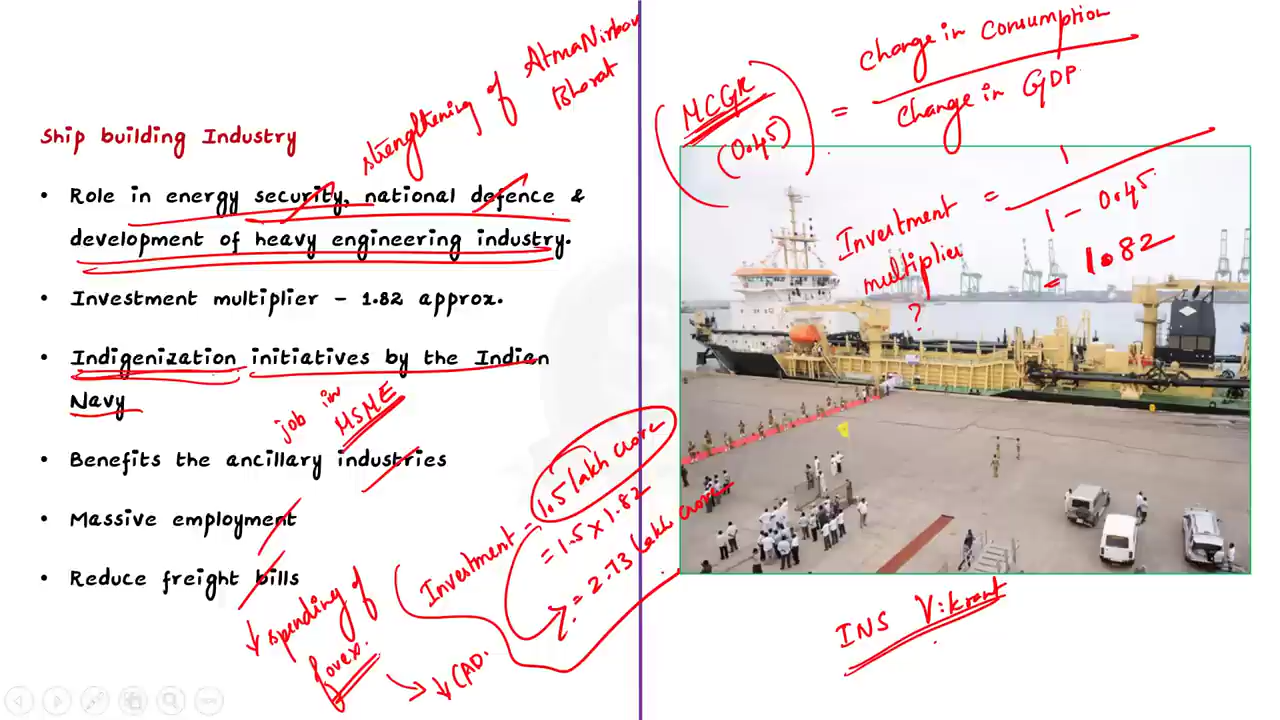 Ship building Industry
• Role in energy security, national defence &
development of heavy engineering industry.
• Investment multiplier - 1.82 approx.
• Indigenization initiatives by the Indian
Navy
• Benefits the ancillary industries
• Massive employment
• Reduce freight bills
strengthening of AtmaNirbar
Bharat
job in
MSME
↓ spending of
forex.
→ ↓ CAD.
Investment = 1.5 lakh crore
= 1.5 × 1.82
= 2.73 lakh crore
(0.45)
= Change in Consumption
Change in GDP
Investment
multiplier
?
= 1
1 - 0.45
= 1.82
INS Vikrant